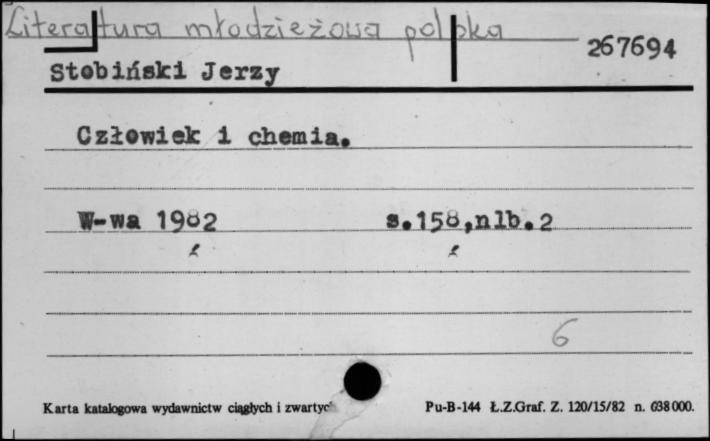 Literatura młodzieżowa polska
267694
Stobiński Jerzy
Człowiek i chemia.
W-wa 1982 s.158,nlb.2
6
Karta katalogowa wydawnictw ciągłych i zwartyc Pu-B-144 Ł.Z.Graf. Z. 120/15/82 n. 638000.